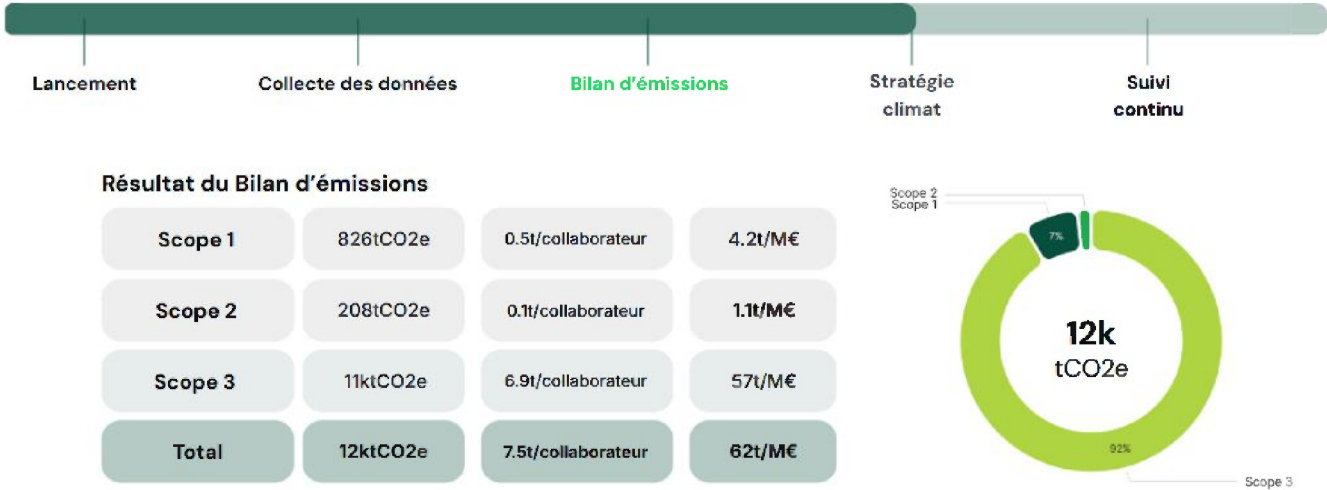 Lancement
Collecte des données
Bilan d'émissions
Stratégie
climat
Suivi
continu
Résultat du Bilan d'émissions
Scope 1 826tCO2e 0.5t/collaborateur 4.2t/M€
Scope 2 208tCO2e 0.1t/collaborateur 1.1t/M€
Scope 3 11ktCO2e 6.9t/collaborateur 57t/M€
Total 12ktCO2e 7.5t/collaborateur 62t/M€
Scope 2
Scope 1
7%
12k
tCO2e
92%
Scope 3